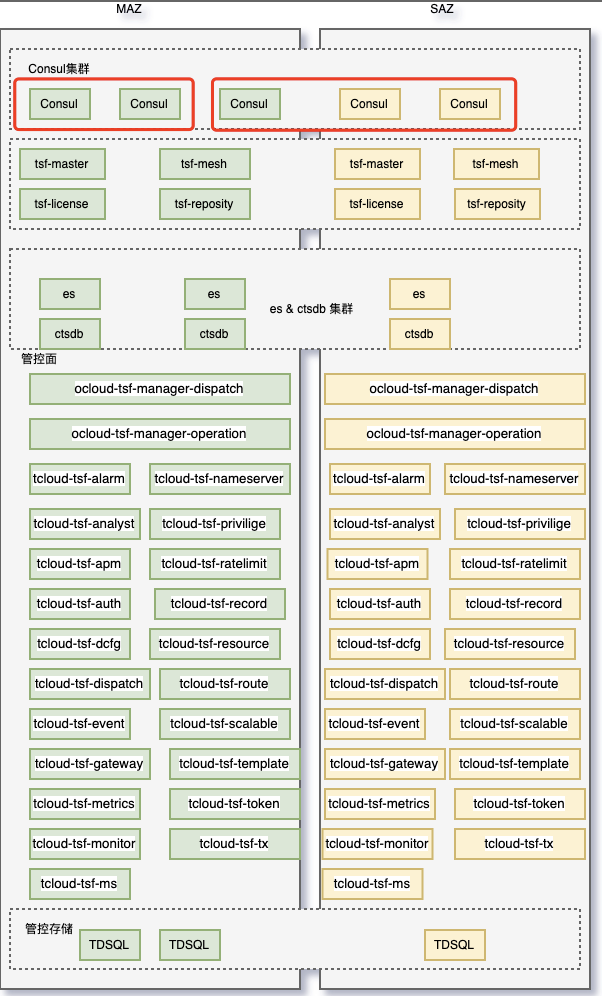 MAZ SAZ
Consul集群
Consul Consul Consul Consul Consul
tsf-master tsf-mesh tsf-master tsf-mesh
tsf-license tsf-reposity tsf-license tsf-reposity
es es es & ctsdb 集群 es
ctsdb ctsdb ctsdb
管控面
ocloud-tsf-manager-dispatch ocloud-tsf-manager-dispatch
ocloud-tsf-manager-operation ocloud-tsf-manager-operation
tcloud-tsf-alarm tcloud-tsf-nameserver tcloud-tsf-alarm tcloud-tsf-nameserver
tcloud-tsf-analyst tcloud-tsf-privilige tcloud-tsf-analyst tcloud-tsf-privilige
tcloud-tsf-apm tcloud-tsf-ratelimit tcloud-tsf-apm tcloud-tsf-ratelimit
tcloud-tsf-auth tcloud-tsf-record tcloud-tsf-auth tcloud-tsf-record
tcloud-tsf-dcfg tcloud-tsf-resource tcloud-tsf-dcfg tcloud-tsf-resource
tcloud-tsf-dispatch tcloud-tsf-route tcloud-tsf-dispatch tcloud-tsf-route
tcloud-tsf-event tcloud-tsf-scalable tcloud-tsf-event tcloud-tsf-scalable
tcloud-tsf-gateway tcloud-tsf-template tcloud-tsf-gateway tcloud-tsf-template
tcloud-tsf-metrics tcloud-tsf-token tcloud-tsf-metrics tcloud-tsf-token
tcloud-tsf-monitor tcloud-tsf-tx tcloud-tsf-monitor tcloud-tsf-tx
tcloud-tsf-ms tcloud-tsf-ms
管控存储
TDSQL TDSQL TDSQL